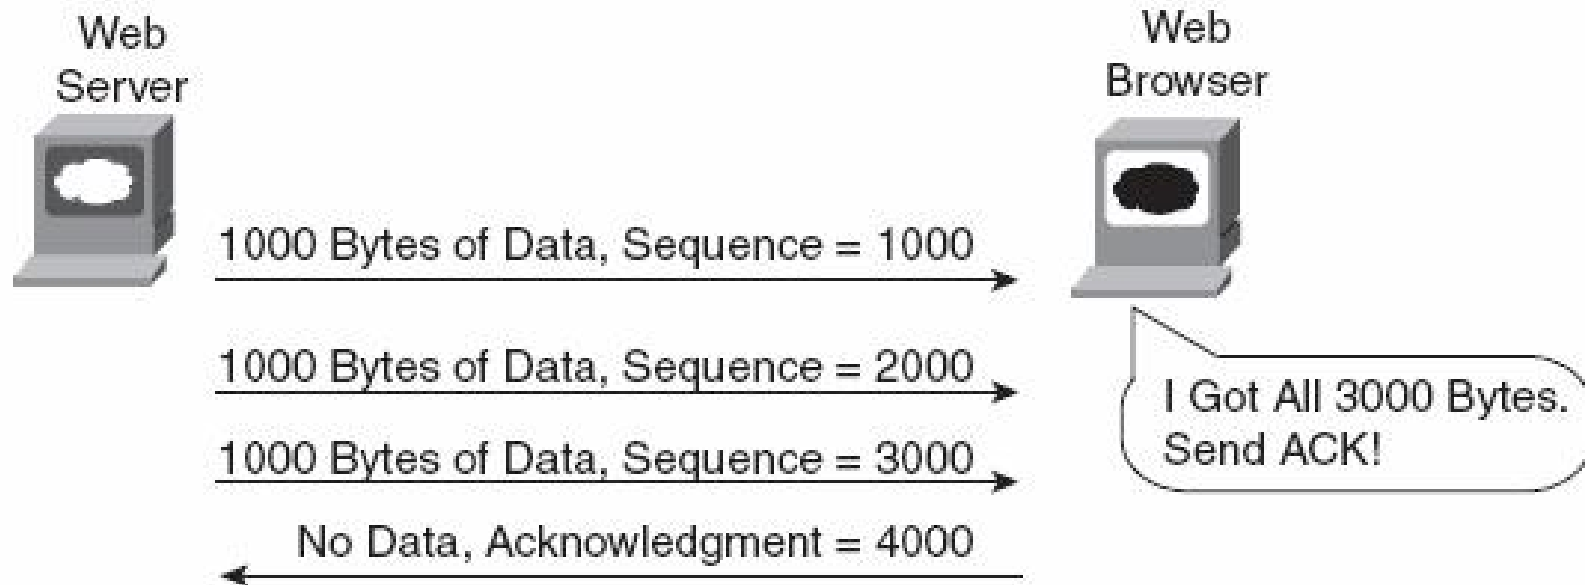 Web
Server
Web
Browser
1000 Bytes of Data, Sequence = 1000
1000 Bytes of Data, Sequence = 2000
I Got All 3000 Bytes.
Send ACK!
1000 Bytes of Data, Sequence = 3000
No Data, Acknowledgment = 4000